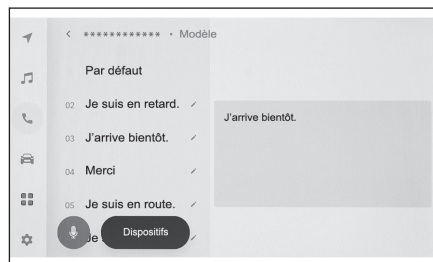 < ************ • Modèle
Par défaut
02 Je suis en retard.
03 J'arrive bientôt.
04 Merci
05 Je suis en route.
Je
Dispositifs
J'arrive bientôt.